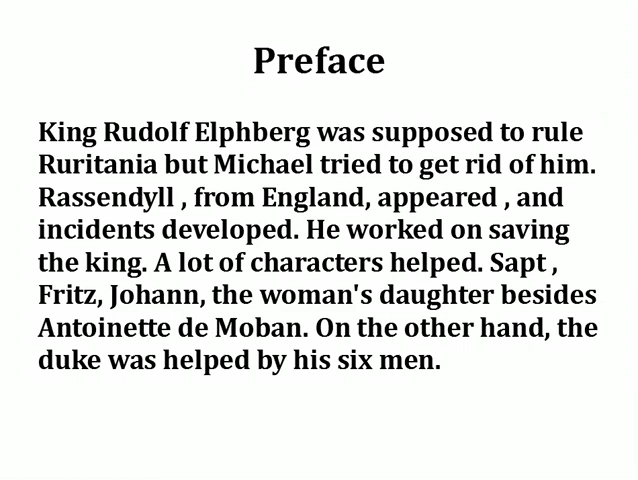 Preface
King Rudolf Elphberg was supposed to rule
Ruritania but Michael tried to get rid of him.
Rassendyll , from England, appeared , and
incidents developed. He worked on saving
the king. A lot of characters helped. Sapt ,
Fritz, Johann, the woman's daughter besides
Antoinette de Moban. On the other hand, the
duke was helped by his six men.